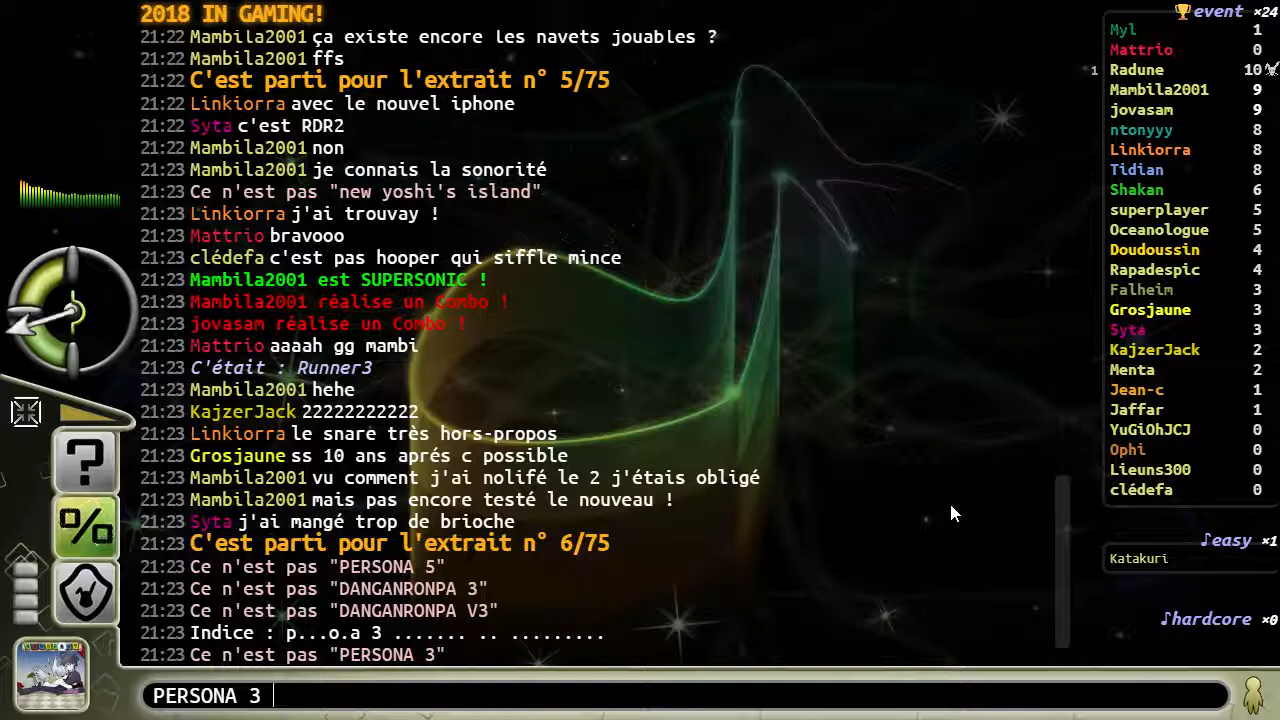 2018 IN GAMING!
21:22 Mambila2001 ça existe encore les navets jouables ?
21:22 Mambila2001 ffs
C'est parti pour l'extrait n° 5/75
21:22 Linkiorra avec le nouvel iphone
21:22 Syta c'est RDR2
21:22 Mambila2001 non
21:22 Mambila2001 je connais la sonorité
21:23 Ce n'est pas "new yoshi's island"
21:23 Linkiorra j'ai trouvay !
21:23 Mattrio bravooo
21:23 clédefa c'est pas hooper qui siffle mince
21:23 Mambila2001 est SUPERSONIC !
21:23 Mambila2001 réalise un Combo !
21:23 jovasam réalise un Combo !
21:23 Mattrio aaaah gg mambi
21:23 C'était : Runner3
21:23 Mambila2001 hehe
21:23 KajzerJack 22222222222
21:23 Linkiorra le snare très hors-propos
21:23 Grosjaune ss 10 ans aprés c possible
21:23 Mambila2001 vu comment j'ai nolifé le 2 j'étais obligé
21:23 Mambila2001 mais pas encore testé le nouveau !
21:23 Syta j'ai mangé trop de brioche
21:23 C'est parti pour l'extrait n° 6/75
21:23 Ce n'est pas "PERSONA 5"
21:23 Ce n'est pas "DANGANRONPA 3"
21:23 Ce n'est pas "DANGANRONPA V3"
21:23 Indice : p...o.a 3 ....... .. .........
21:23 Ce n'est pas "PERSONA 3"
PERSONA 3
?
%
event ×24
Myl 1
Mattrio 0
1 Radune 10
Mambila2001 9
jovasam 9
ntonyyy 8
Linkiorra 8
Tidian 8
Shakan 6
superplayer 5
Oceanologue 5
Doudoussin 4
Rapadespic 4
Falheim 3
Grosjaune 3
Syta 3
KajzerJack 2
Menta 2
Jean-c 1
Jaffar 1
YuGiOhJCJ 0
Ophi 0
Lieuns300 0
clédefa 0
♪easy ×1
Katakuri
♪hardcore ×0